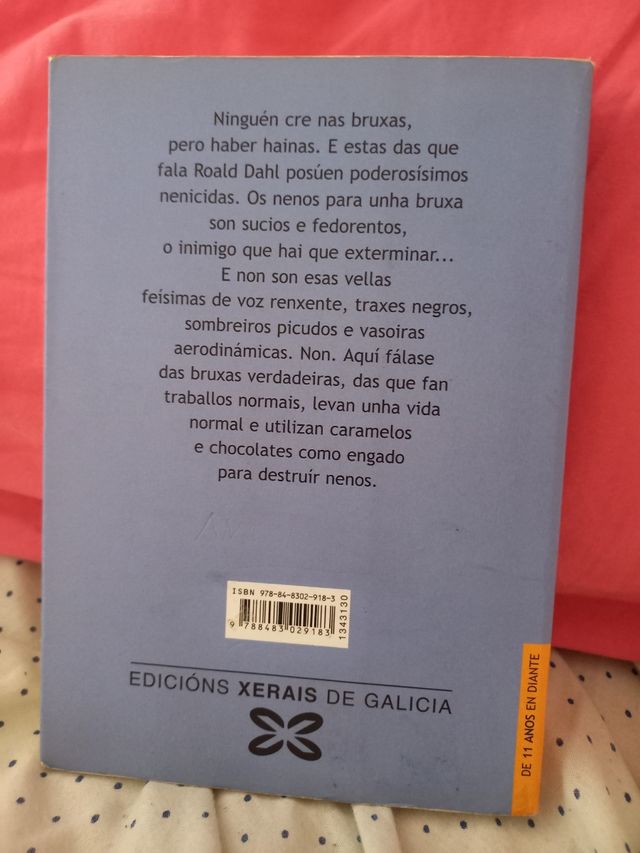 Ninguén cre nas bruxas,
pero haber hainas. E estas das que
fala Roald Dahl posúen poderosísimos
nenicidas. Os nenos para unha bruxa
son sucios e fedorentos,
o inimigo que hai que exterminar...
E non son esas vellas
feísimas de voz renxente, traxes negros,
sombreiros picudos e vasoiras
aerodinámicas. Non. Aquí fálase
das bruxas verdadeiras, das que fan
traballos normais, levan unha vida
normal e utilizan caramelos
e chocolates como engado
para destruír nenos.
ISBN 978-84-8302-918-3
9 788483 029183
1343130
EDICIÓNS XERAIS DE GALICIA
DE 11 ANOS EN DIANTE